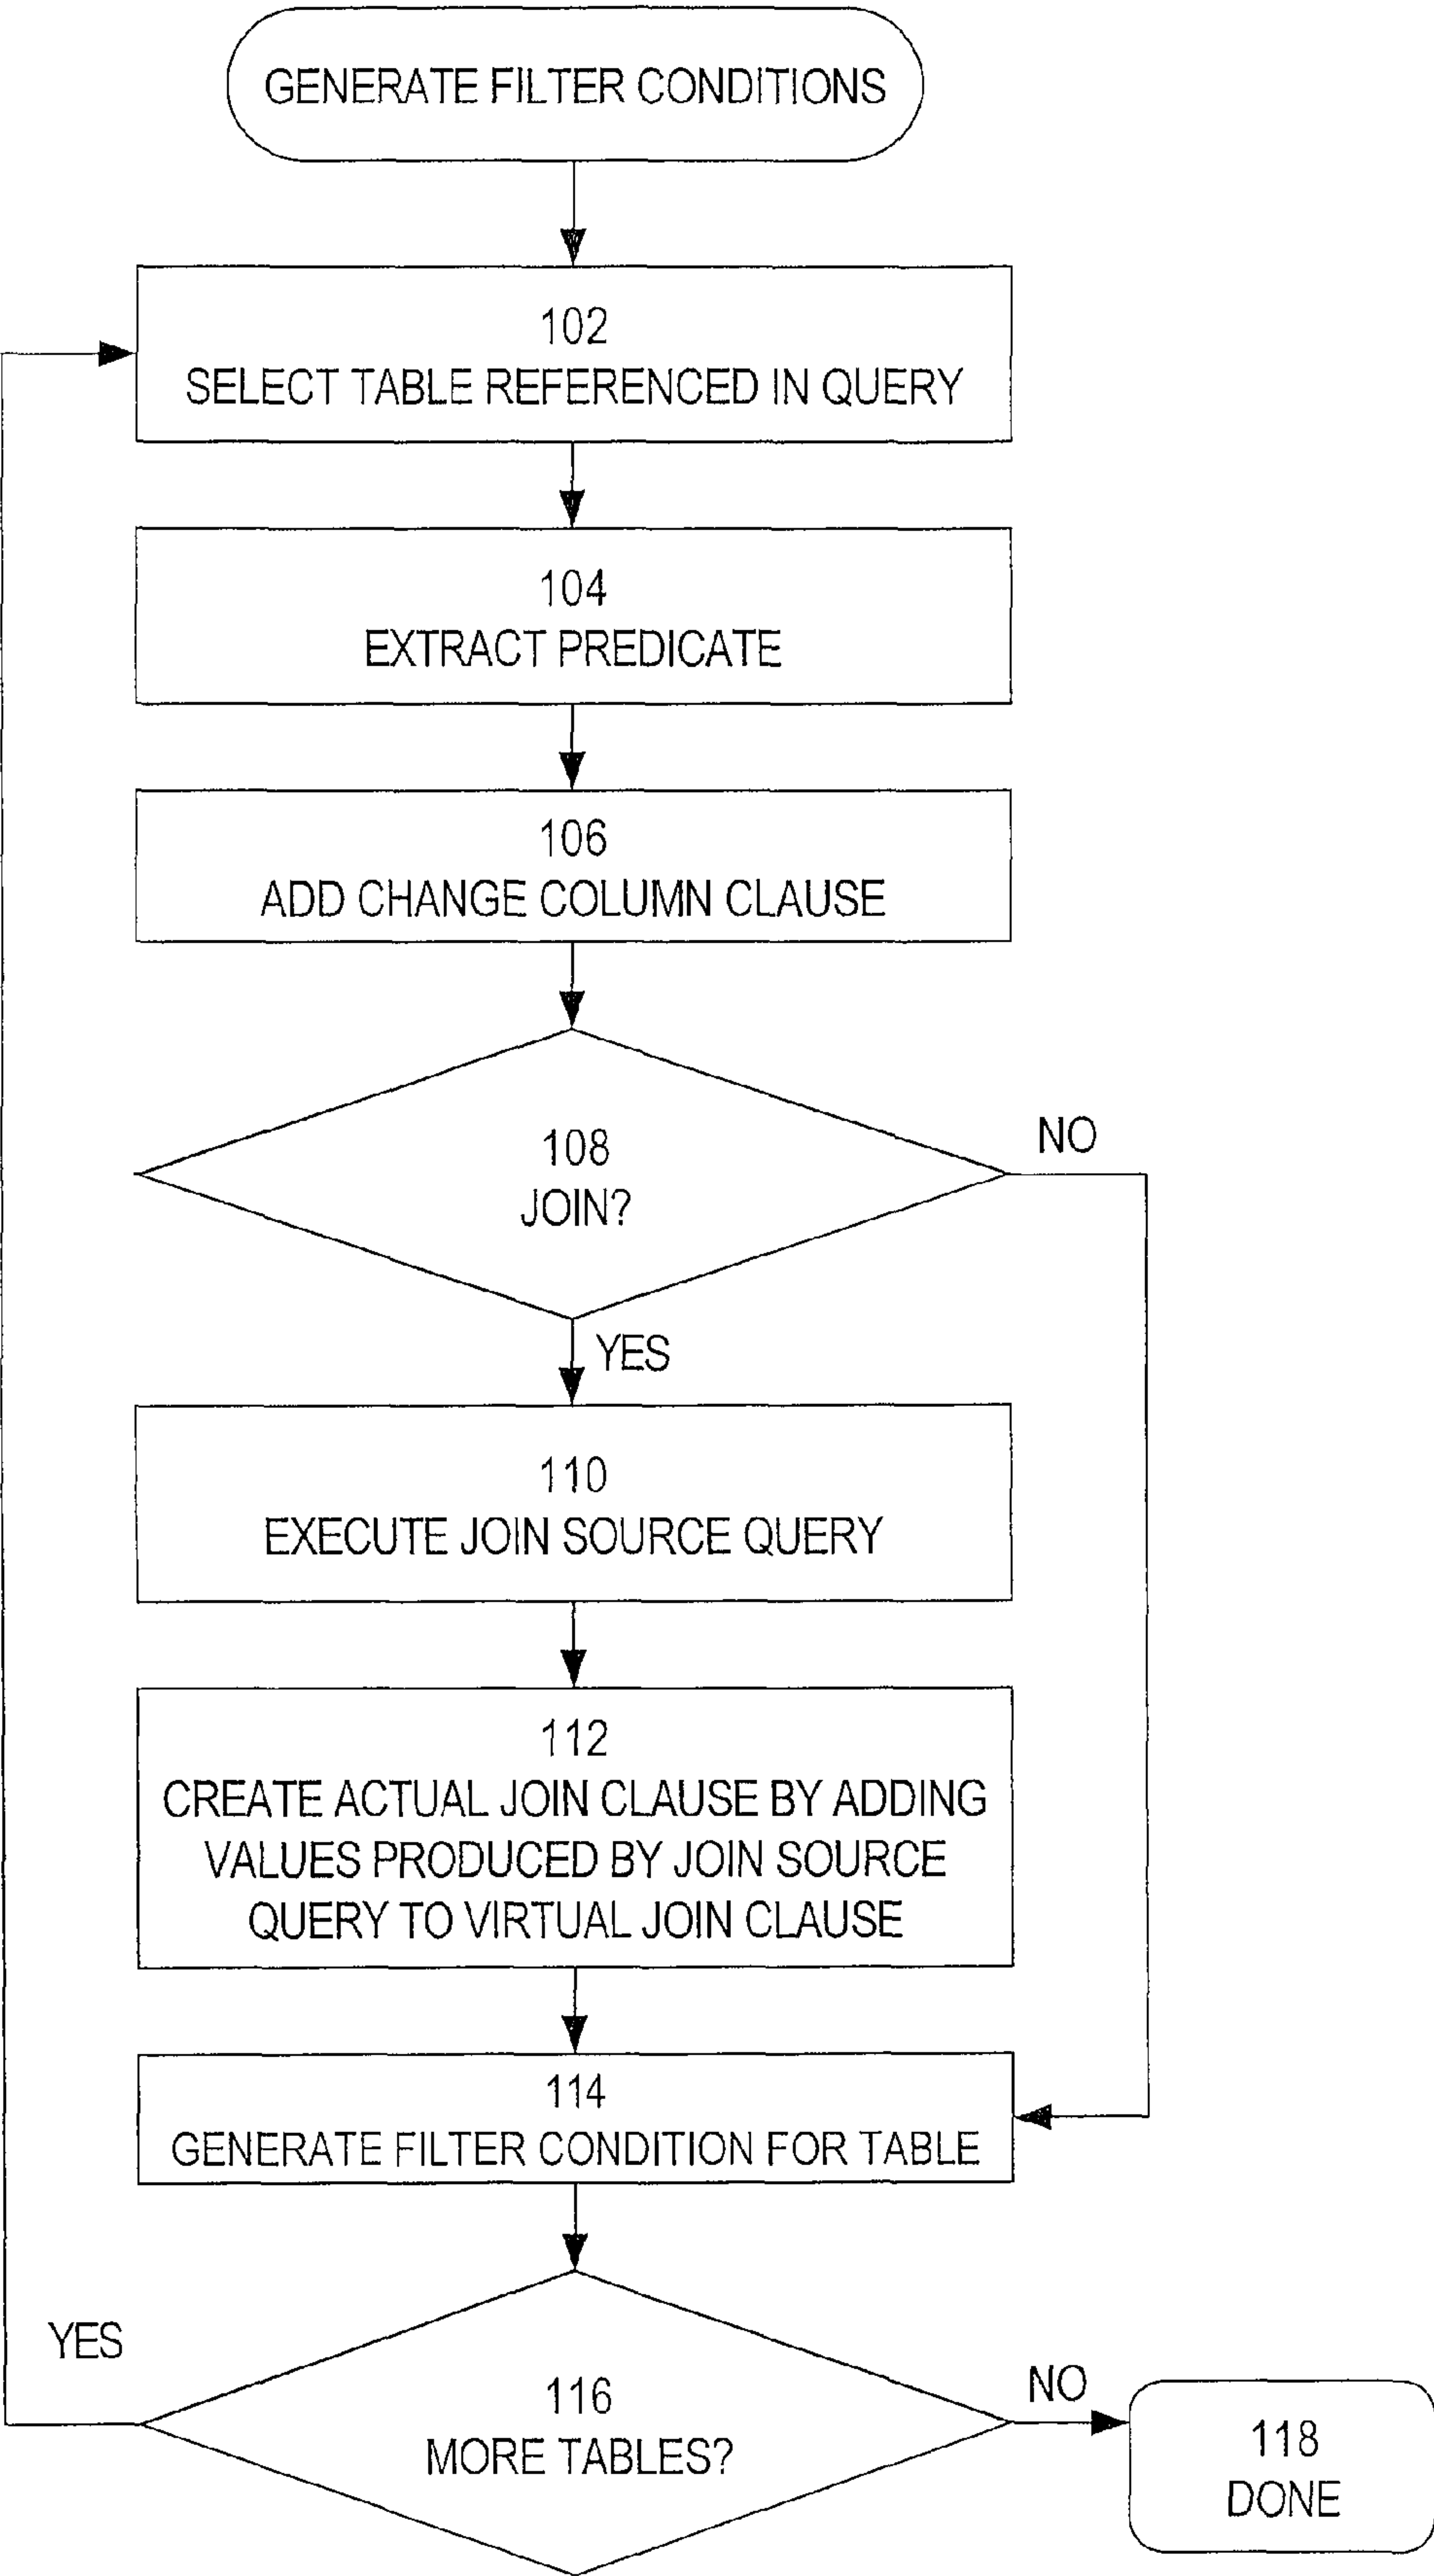 GENERATE FILTER CONDITIONS
102
SELECT TABLE REFERENCED IN QUERY
104
EXTRACT PREDICATE
106
ADD CHANGE COLUMN CLAUSE
108
JOIN?
NO
YES
110
EXECUTE JOIN SOURCE QUERY
112
CREATE ACTUAL JOIN CLAUSE BY ADDING
VALUES PRODUCED BY JOIN SOURCE
QUERY TO VIRTUAL JOIN CLAUSE
114
GENERATE FILTER CONDITION FOR TABLE
YES
116
MORE TABLES?
NO
118
DONE